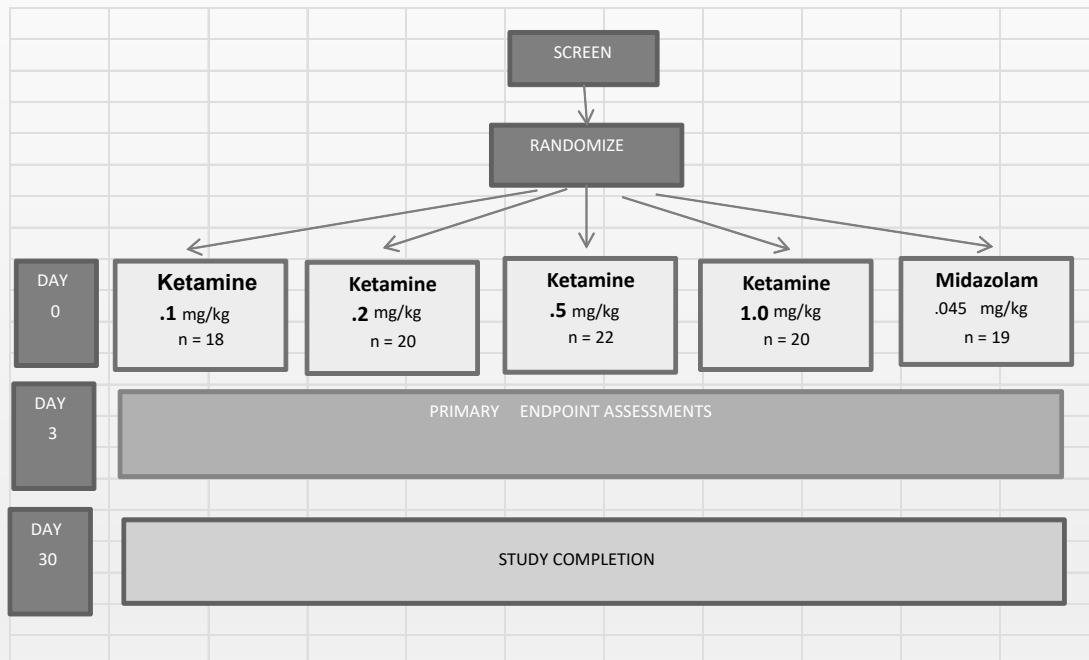 SCREEN
RANDOMIZE
DAY
0
Ketamine
.1 mg/kg
n = 18
Ketamine
.2 mg/kg
n = 20
Ketamine
.5 mg/kg
n = 22
Ketamine
1.0 mg/kg
n = 20
Midazolam
.045 mg/kg
n = 19
DAY
3
PRIMARY ENDPOINT ASSESSMENTS
DAY
30
STUDY COMPLETION